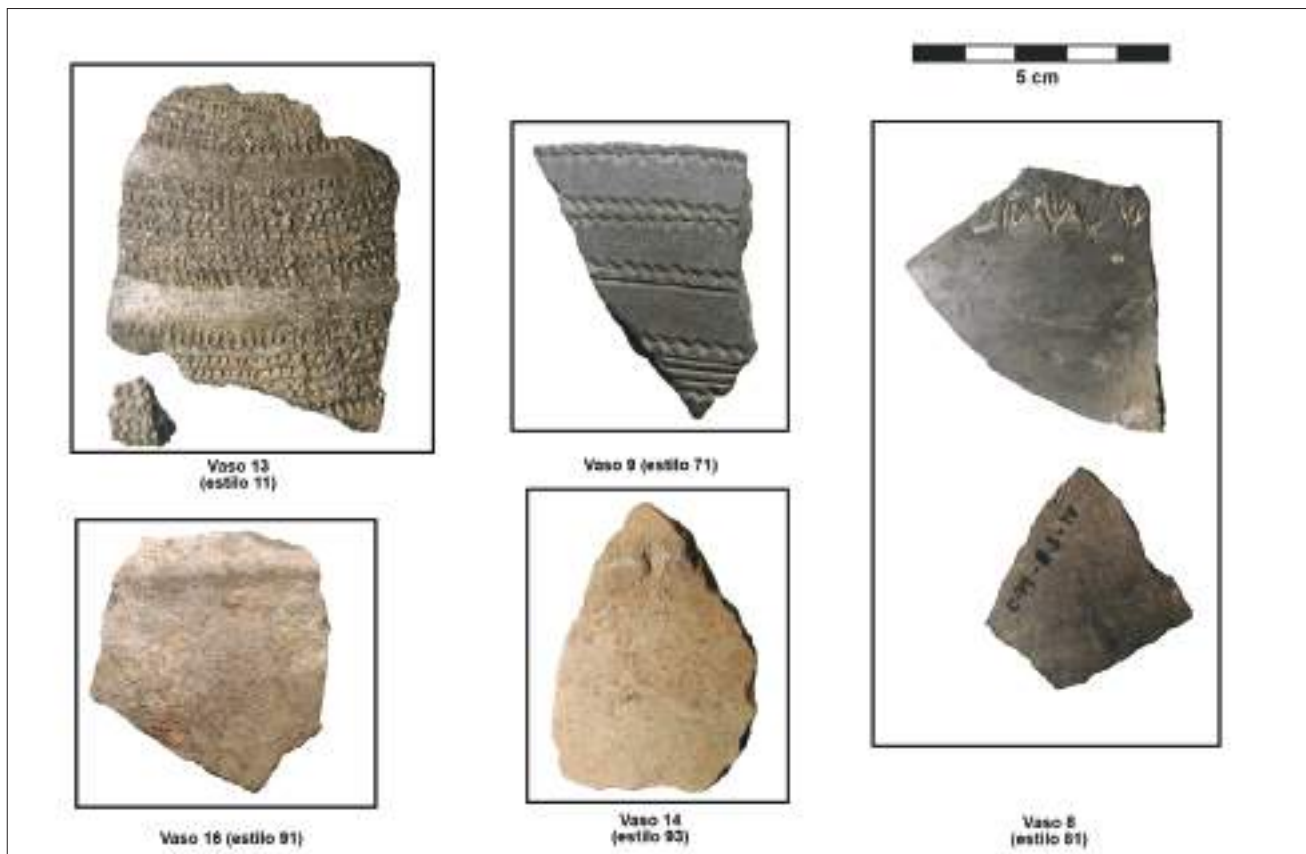 5 cm
Vaso 13
(estilo 11)
Vaso 9 (estilo 71)
Vaso 16 (estilo 91)
Vaso 14
(estilo 93)
Vaso 8
(estilo 81)